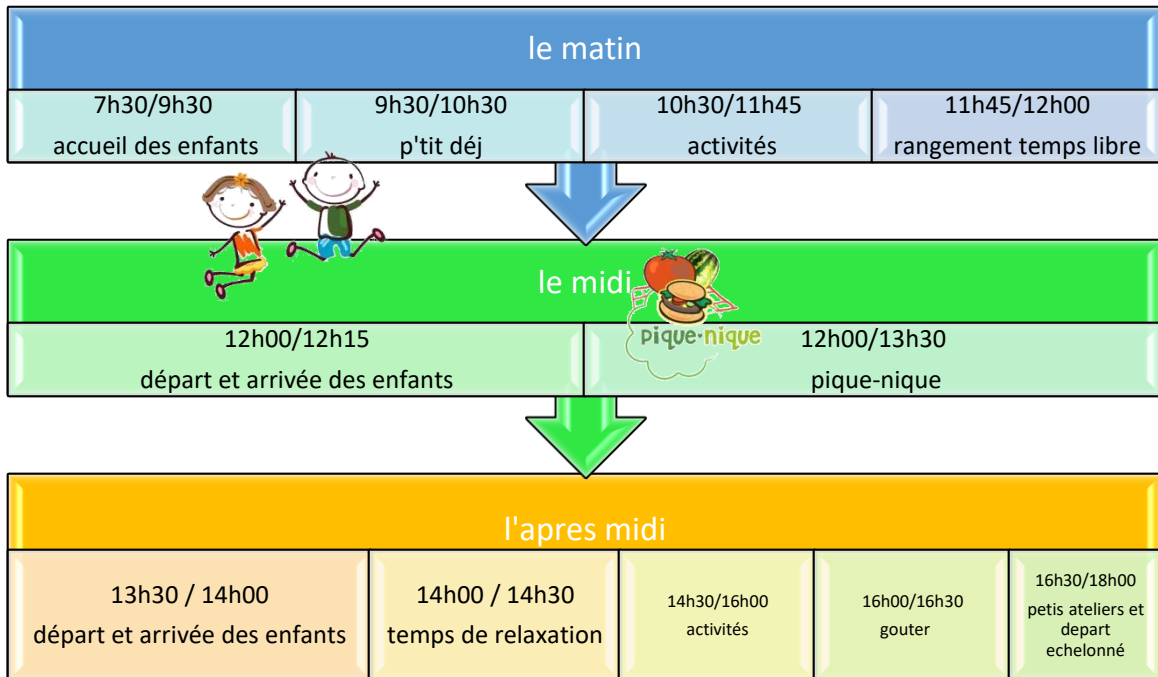 le matin
7h30/9h30
accueil des enfants
9h30/10h30
p'tit déj
10h30/11h45
activités
11h45/12h00
rangement temps libre
le midi
pique-nique
12h00/12h15
départ et arrivée des enfants
12h00/13h30
pique-nique
l'apres midi
13h30 / 14h00
départ et arrivée des enfants
14h00 / 14h30
temps de relaxation
14h30/16h00
activités
16h00/16h30
gouter
16h30/18h00
petis ateliers et
depart
echelonné